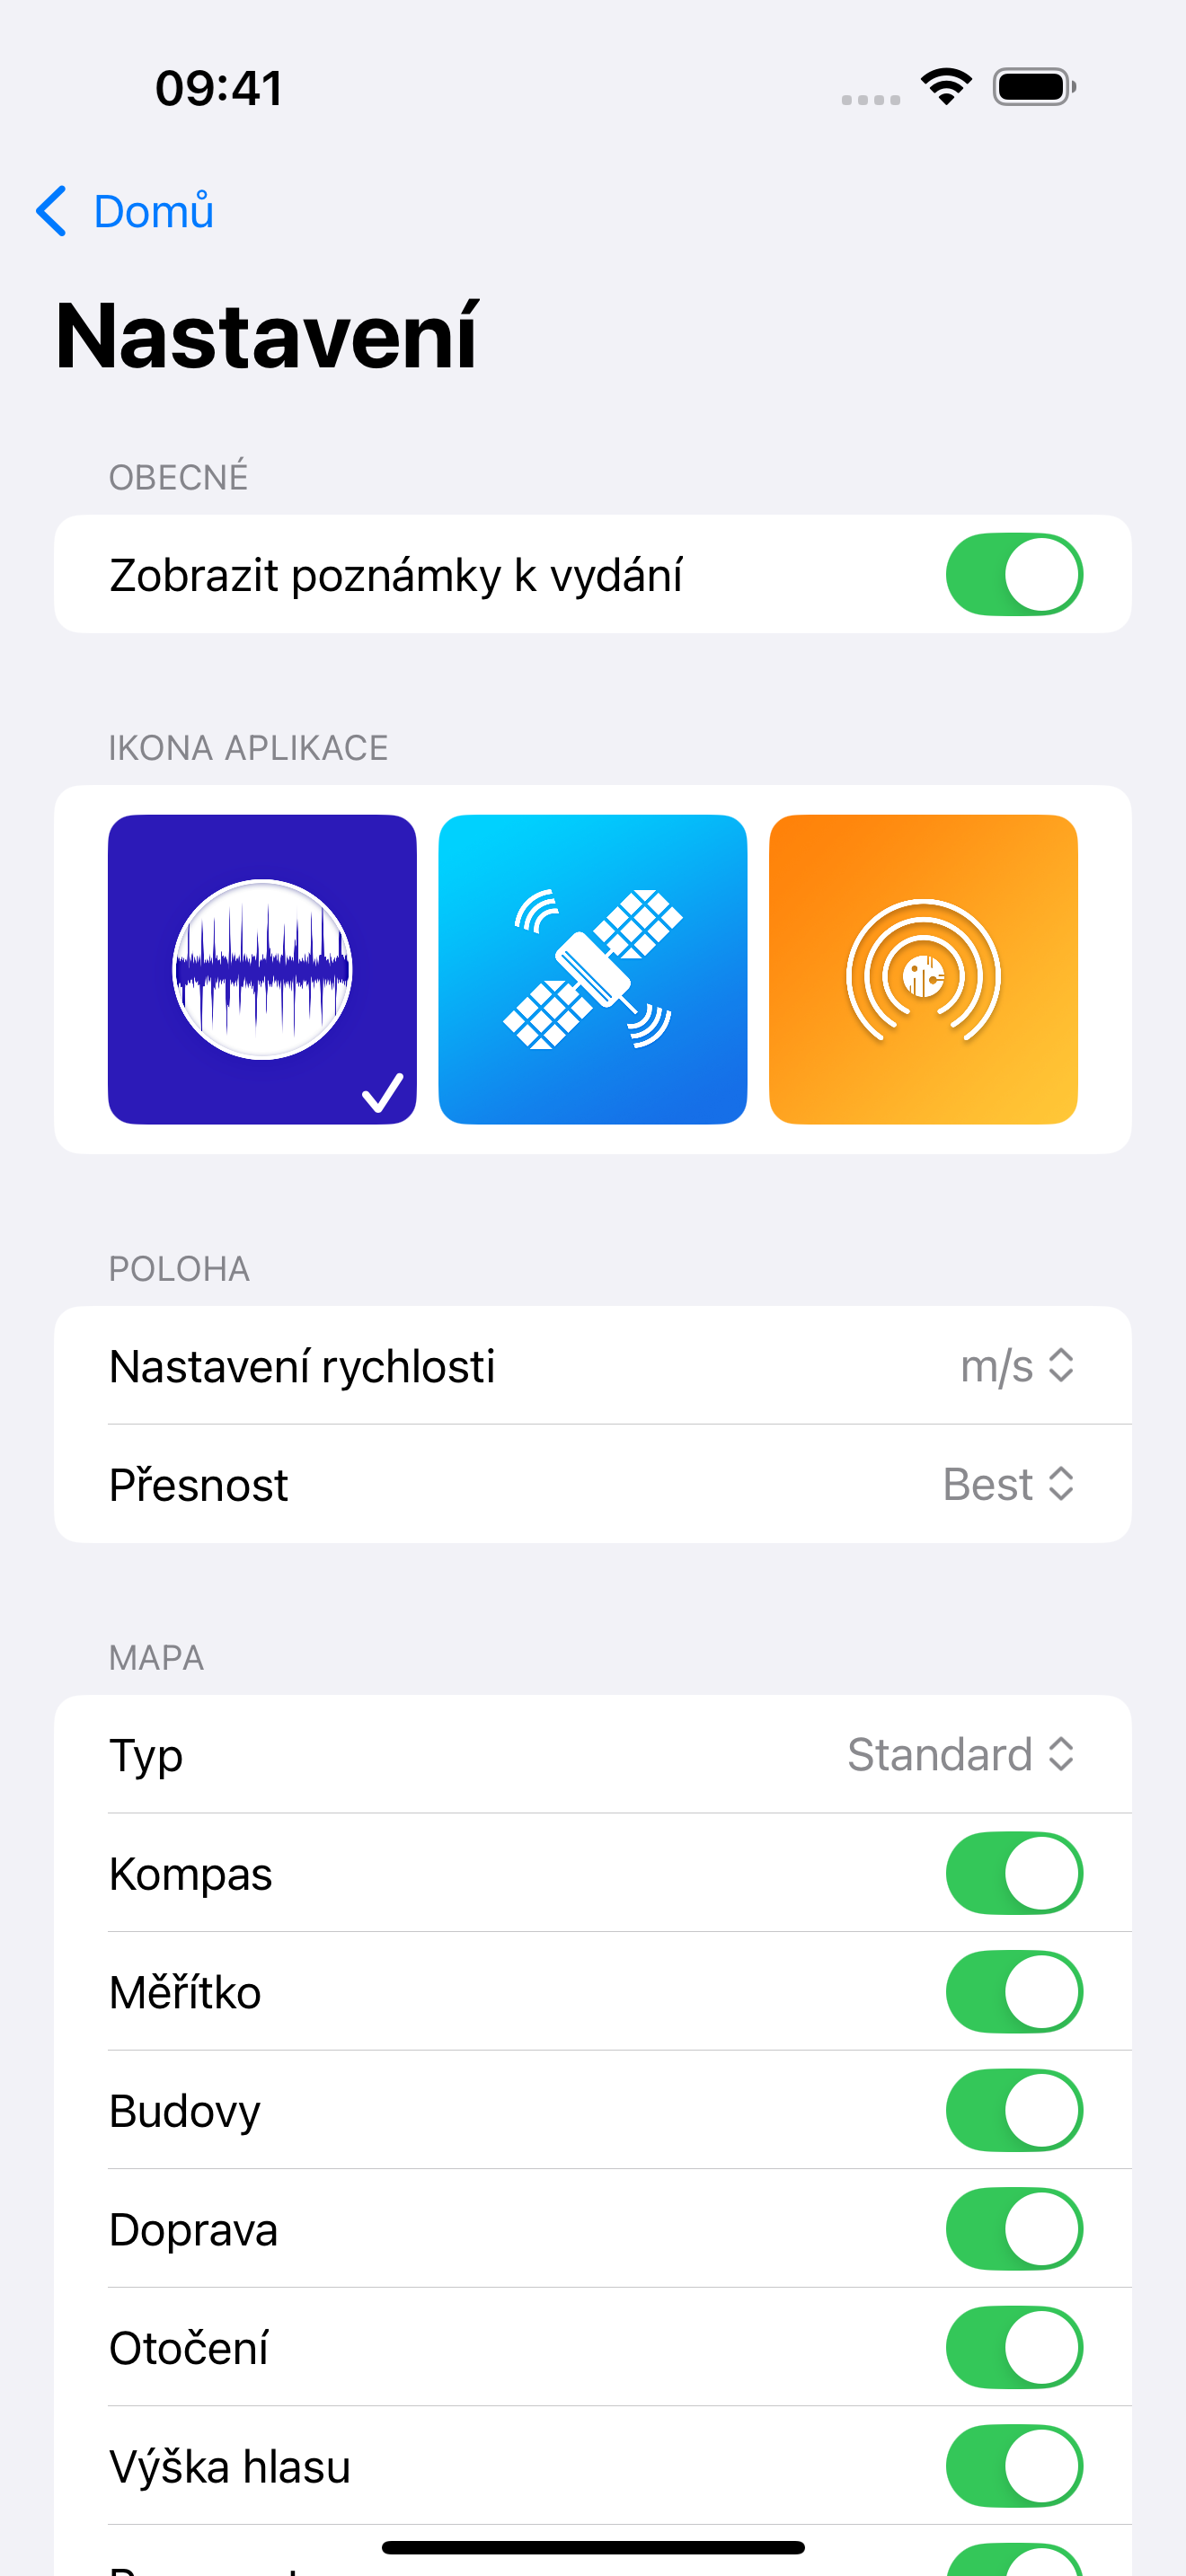 09:41
Domů
Nastavení
OBECNÉ
Zobrazit poznámky k vydání
IKONA APLIKACE
POLOHA
Nastavení rychlosti
m/s
Přesnost
Best
MAPA
Typ
Standard
Kompas
Měřítko
Budovy
Doprava
Otočení
Výška hlasu